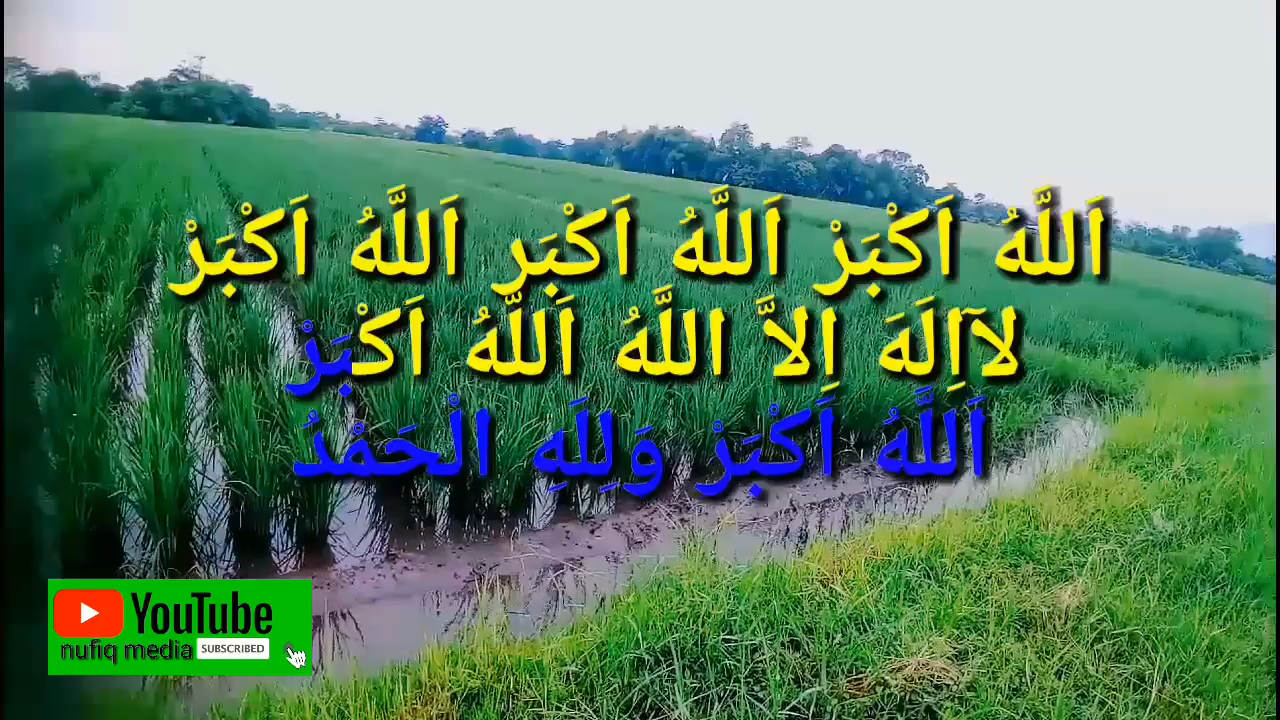 اَللَّهُ اَكْبَرْ اَللَّهُ اَكْبَر اَللَّهُ اَكْبَرْ
لآاِلَهَ اِلاَّ اللَّهُ اَللَّهُ اَكْبَرْ
اَللَّهُ اَكْبَرْ وَلِلَهِ الْحَمْدُ
YouTube
nufiq media SUBSCRIBED